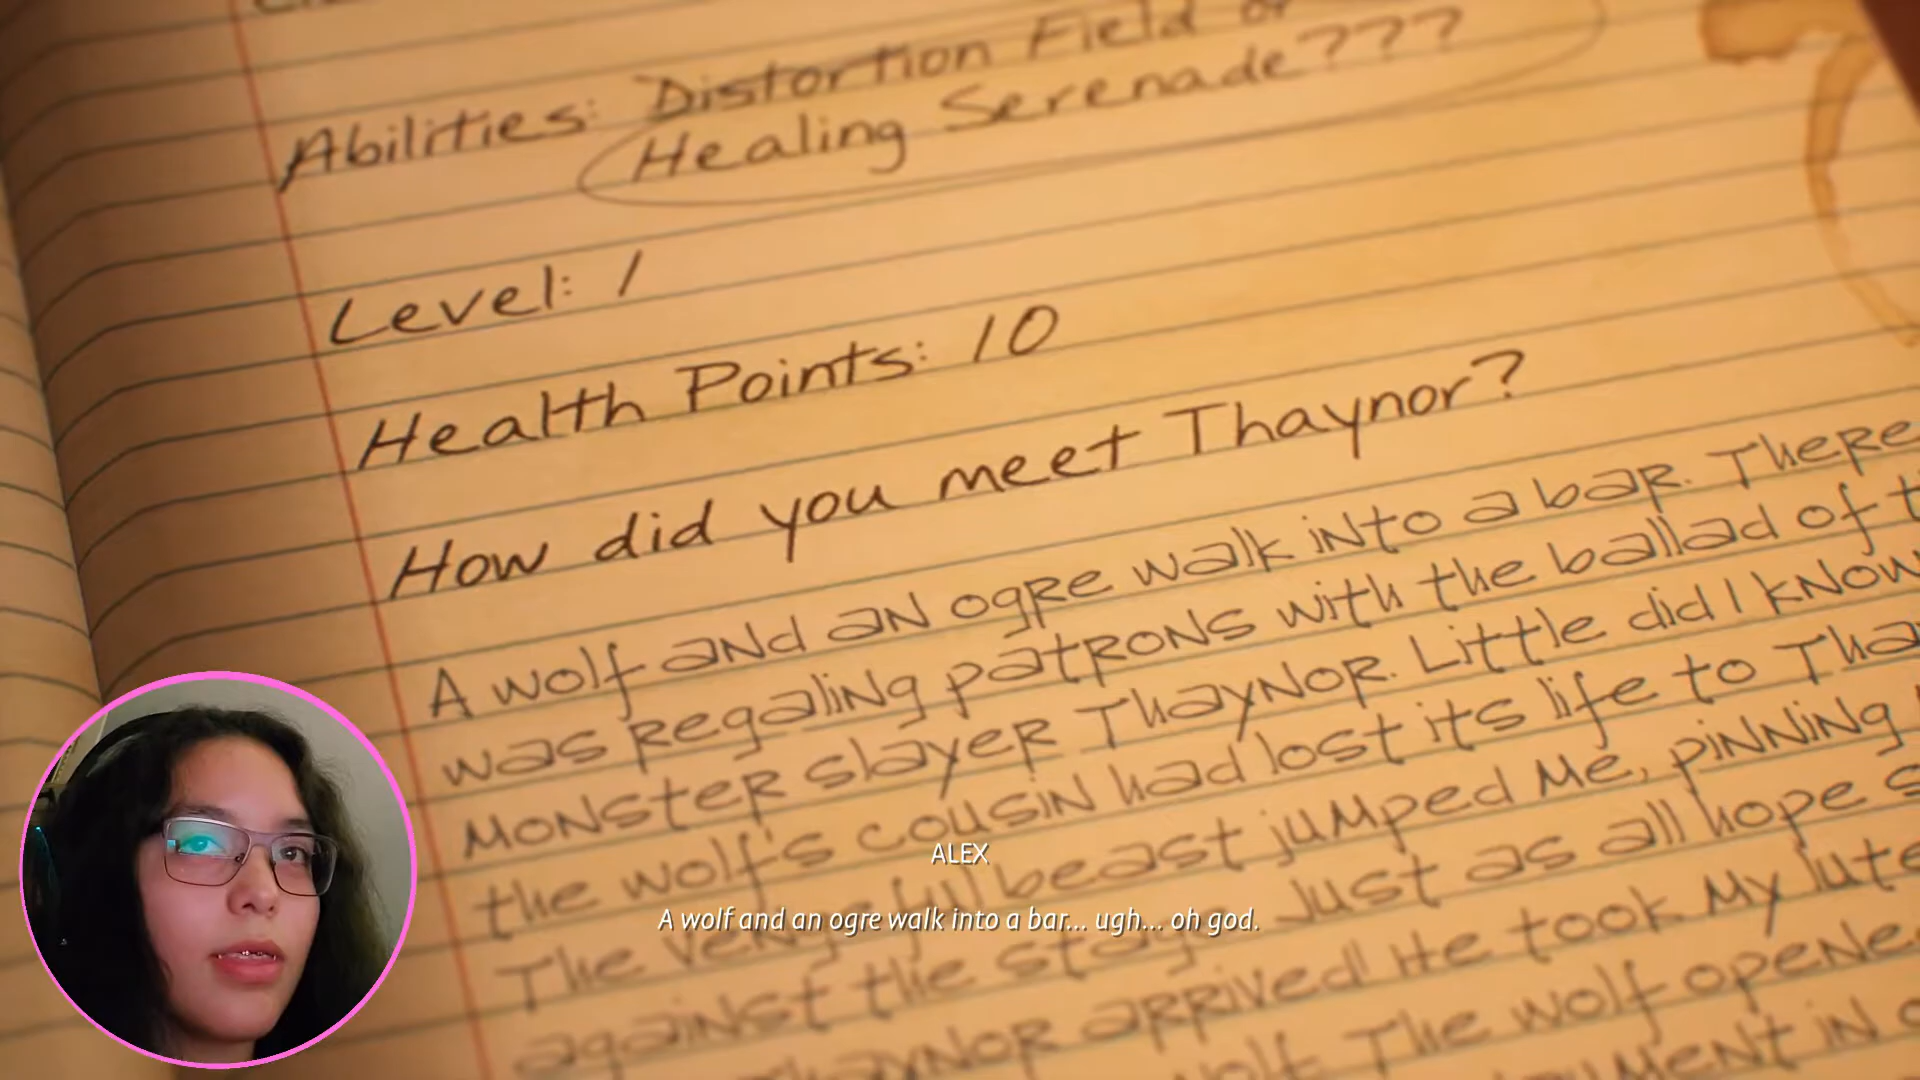 Abilities: Distortion Field or
Healing Serenade???
Level: 1
Health Points: 10
How did you meet Thaynor?
A wolf and an ogre walk into a bar. There
was regaling patrons with the ballad of
monster slayer Thaynor. Little did I know
the wolf's cousin had lost its life to
The vengeful beast jumped me, pinning
against the stage. Just as all hope
arrived! He took my lute
The wolf opened
in
ALEX
A wolf and an ogre walk into a bar... ugh... oh god.